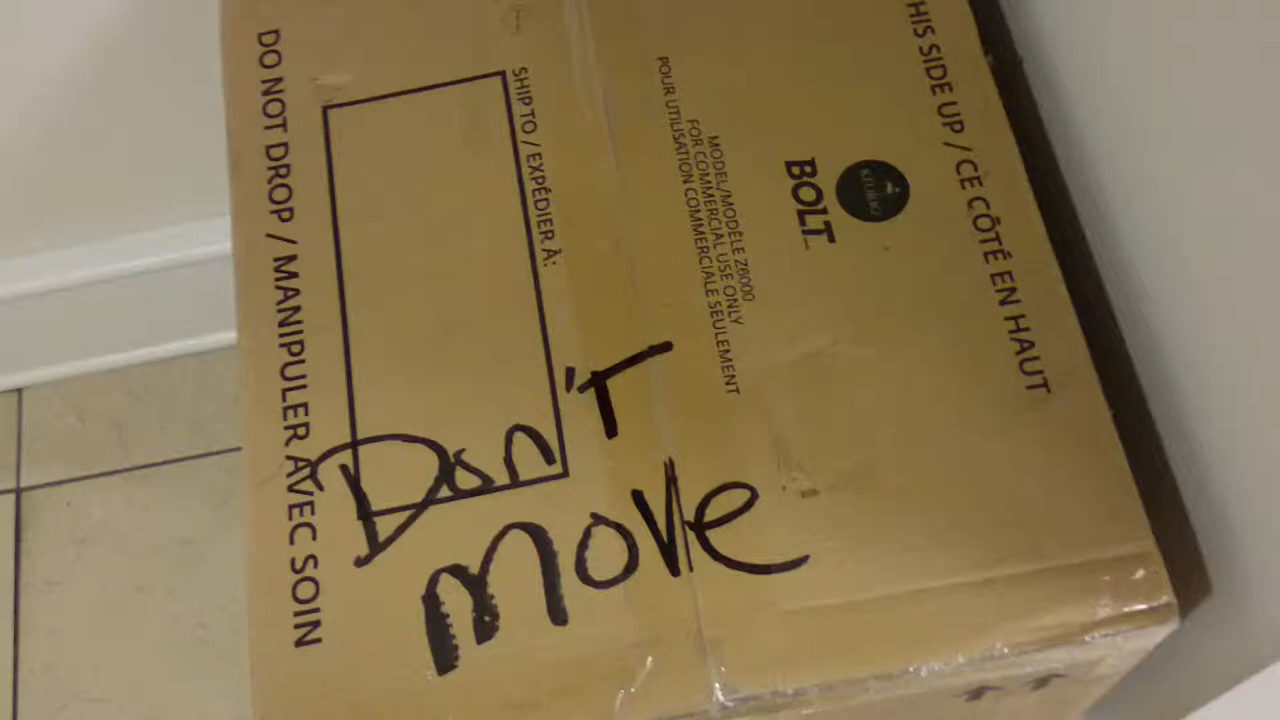 HIS SIDE UP / CE CÔTÉ EN HAUT
KEURIG
BOLT
MODEL/MODÈLE Z6000
FOR COMMERCIAL USE ONLY
POUR UTILISATION COMMERCIALE SEULEMENT
SHIP TO / EXPÉDIER À:
DO NOT DROP / MANIPULER AVEC SOIN
Don't
move